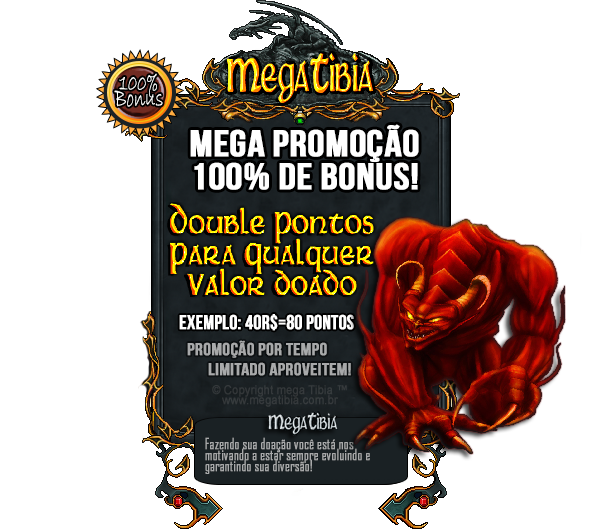 MEGATIBIA
100%
BONUS
MEGA PROMOÇÃO
100% DE BONUS!
DOUBLE PONTOS
PARA QUALQUER
VALOR DOADO
EXEMPLO: 40R$=80 PONTOS
PROMOÇÃO POR TEMPO
LIMITADO APROVEITEM!
© Copyright mega Tibia ™
www.megatibia.com.br
MEGATIBIA
Fazendo sua doação você está nos
motivando a estar sempre evoluindo e
garantindo sua diversão!